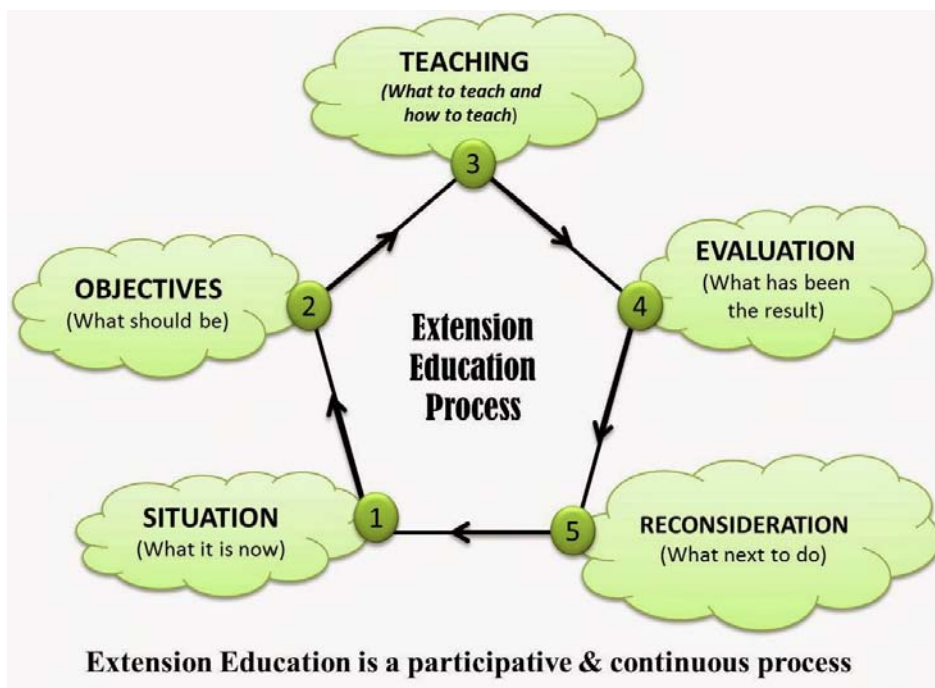 TEACHING
(What to teach and
how to teach)
3
OBJECTIVES
(What should be)
2
EVALUATION
(What has been
the result)
4
Extension
Education
Process
SITUATION
(What it is now)
1
RECONSIDERATION
(What next to do)
5
Extension Education is a participative & continuous process